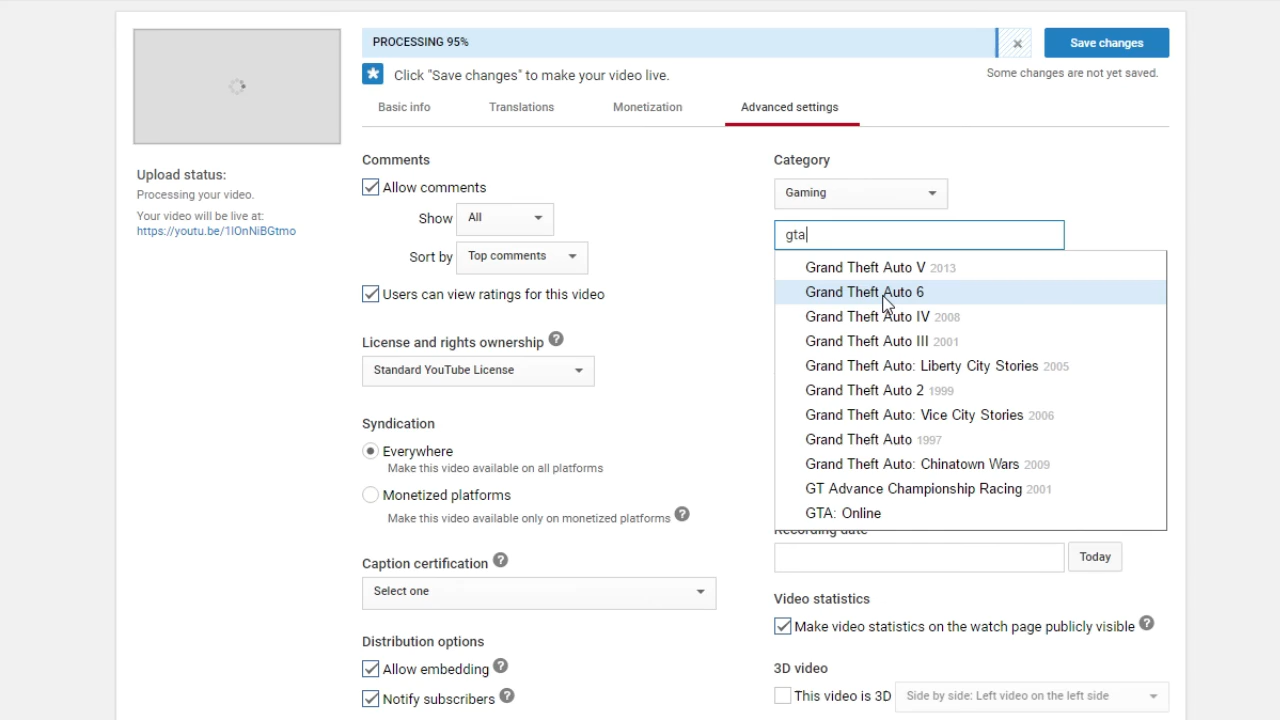 PROCESSING 95%
Save changes
Click "Save changes" to make your video live.
Some changes are not yet saved.
Basic info
Translations
Monetization
Advanced settings
Upload status:
Processing your video.
Your video will be live at:
https://youtu.be/1IOnNiBGtmo
Comments
Allow comments
Show
All
Sort by
Top comments
Users can view ratings for this video
License and rights ownership ?
Standard YouTube License
Syndication
Everywhere
Make this video available on all platforms
Monetized platforms
Make this video available only on monetized platforms ?
Caption certification ?
Select one
Distribution options
Allow embedding ?
Notify subscribers ?
Category
Gaming
gta
Grand Theft Auto V 2013
Grand Theft Auto 6
Grand Theft Auto IV 2008
Grand Theft Auto III 2001
Grand Theft Auto: Liberty City Stories 2005
Grand Theft Auto 2 1999
Grand Theft Auto: Vice City Stories 2006
Grand Theft Auto 1997
Grand Theft Auto: Chinatown Wars 2009
GT Advance Championship Racing 2001
GTA: Online
Recording date
Today
Video statistics
Make video statistics on the watch page publicly visible ?
3D video
This video is 3D
Side by side: Left video on the left side